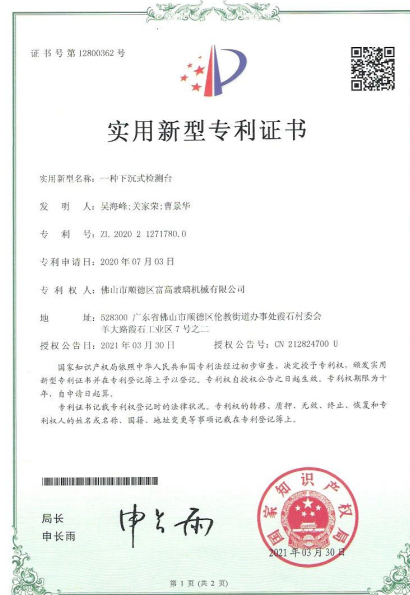 证书号第12800362号
实用新型专利证书
实用新型名称：一种下沉式检测台
发明人：吴海峰;关家荣;曹景华
专利号：ZL 2020 2 1271780.0
专利申请日：2020年07月03日
专利权人：佛山市顺德区富高玻璃机械有限公司
地址：528300 广东省佛山市顺德区伦教街道办事处霞石村委会
羊大路霞石工业区7号之二
授权公告日：2021年03月30日 授权公告号：CN 212824700 U
国家知识产权局依照中华人民共和国专利法经过初步审查，决定授予专利权，颁发实用
新型专利证书并在专利登记簿上予以登记。专利权自授权公告之日起生效。专利权期限为十
年，自申请日起算。
专利证书记载专利权登记时的法律状况。专利权的转移、质押、无效、终止、恢复和专
利权人的姓名或名称、国籍、地址变更等事项记载在专利登记簿上。
局长
申长雨
申长雨
国家知识产权局
2021年03月30日
第1页(共2页)